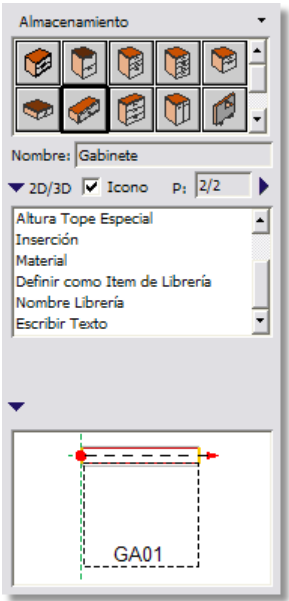 Almacenamiento
Nombre: Gabinete
2D/3D Icono P: 2/2
Altura Tope Especial
Inserción
Material
Definir como Item de Librería
Nombre Librería
Escribir Texto
GA01